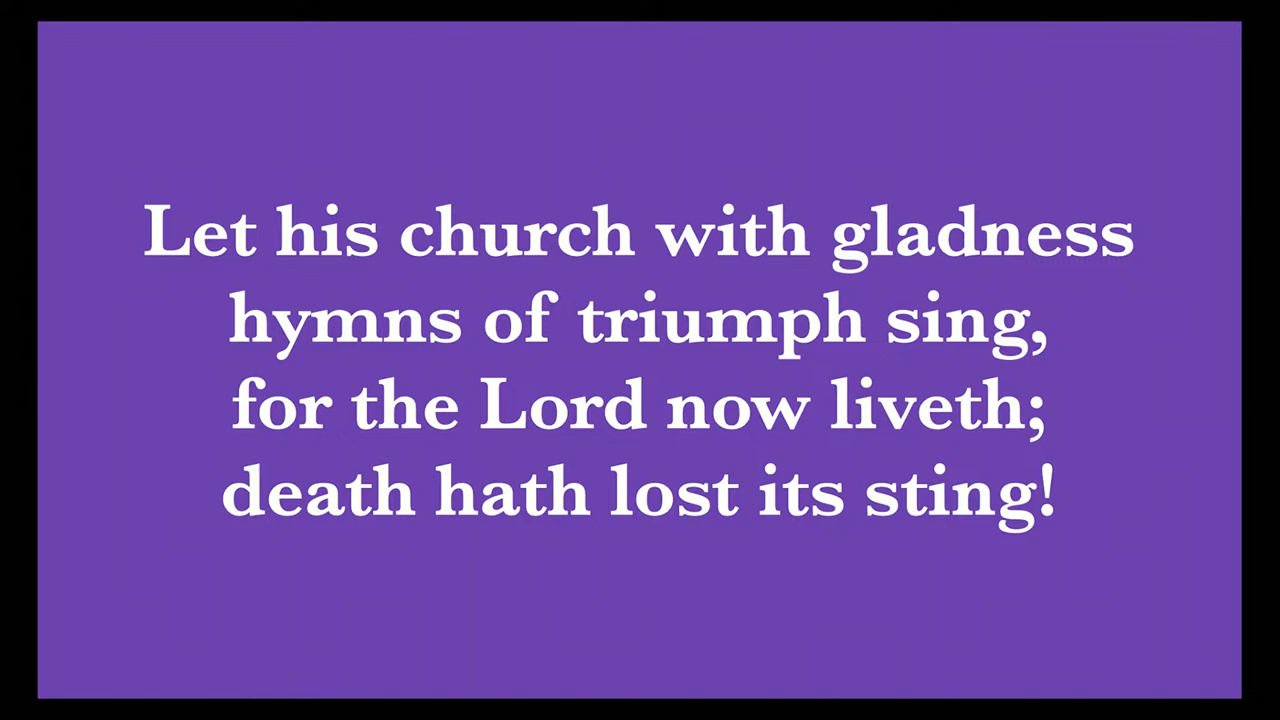 Let his church with gladness
hymns of triumph sing,
for the Lord now liveth;
death hath lost its sting!